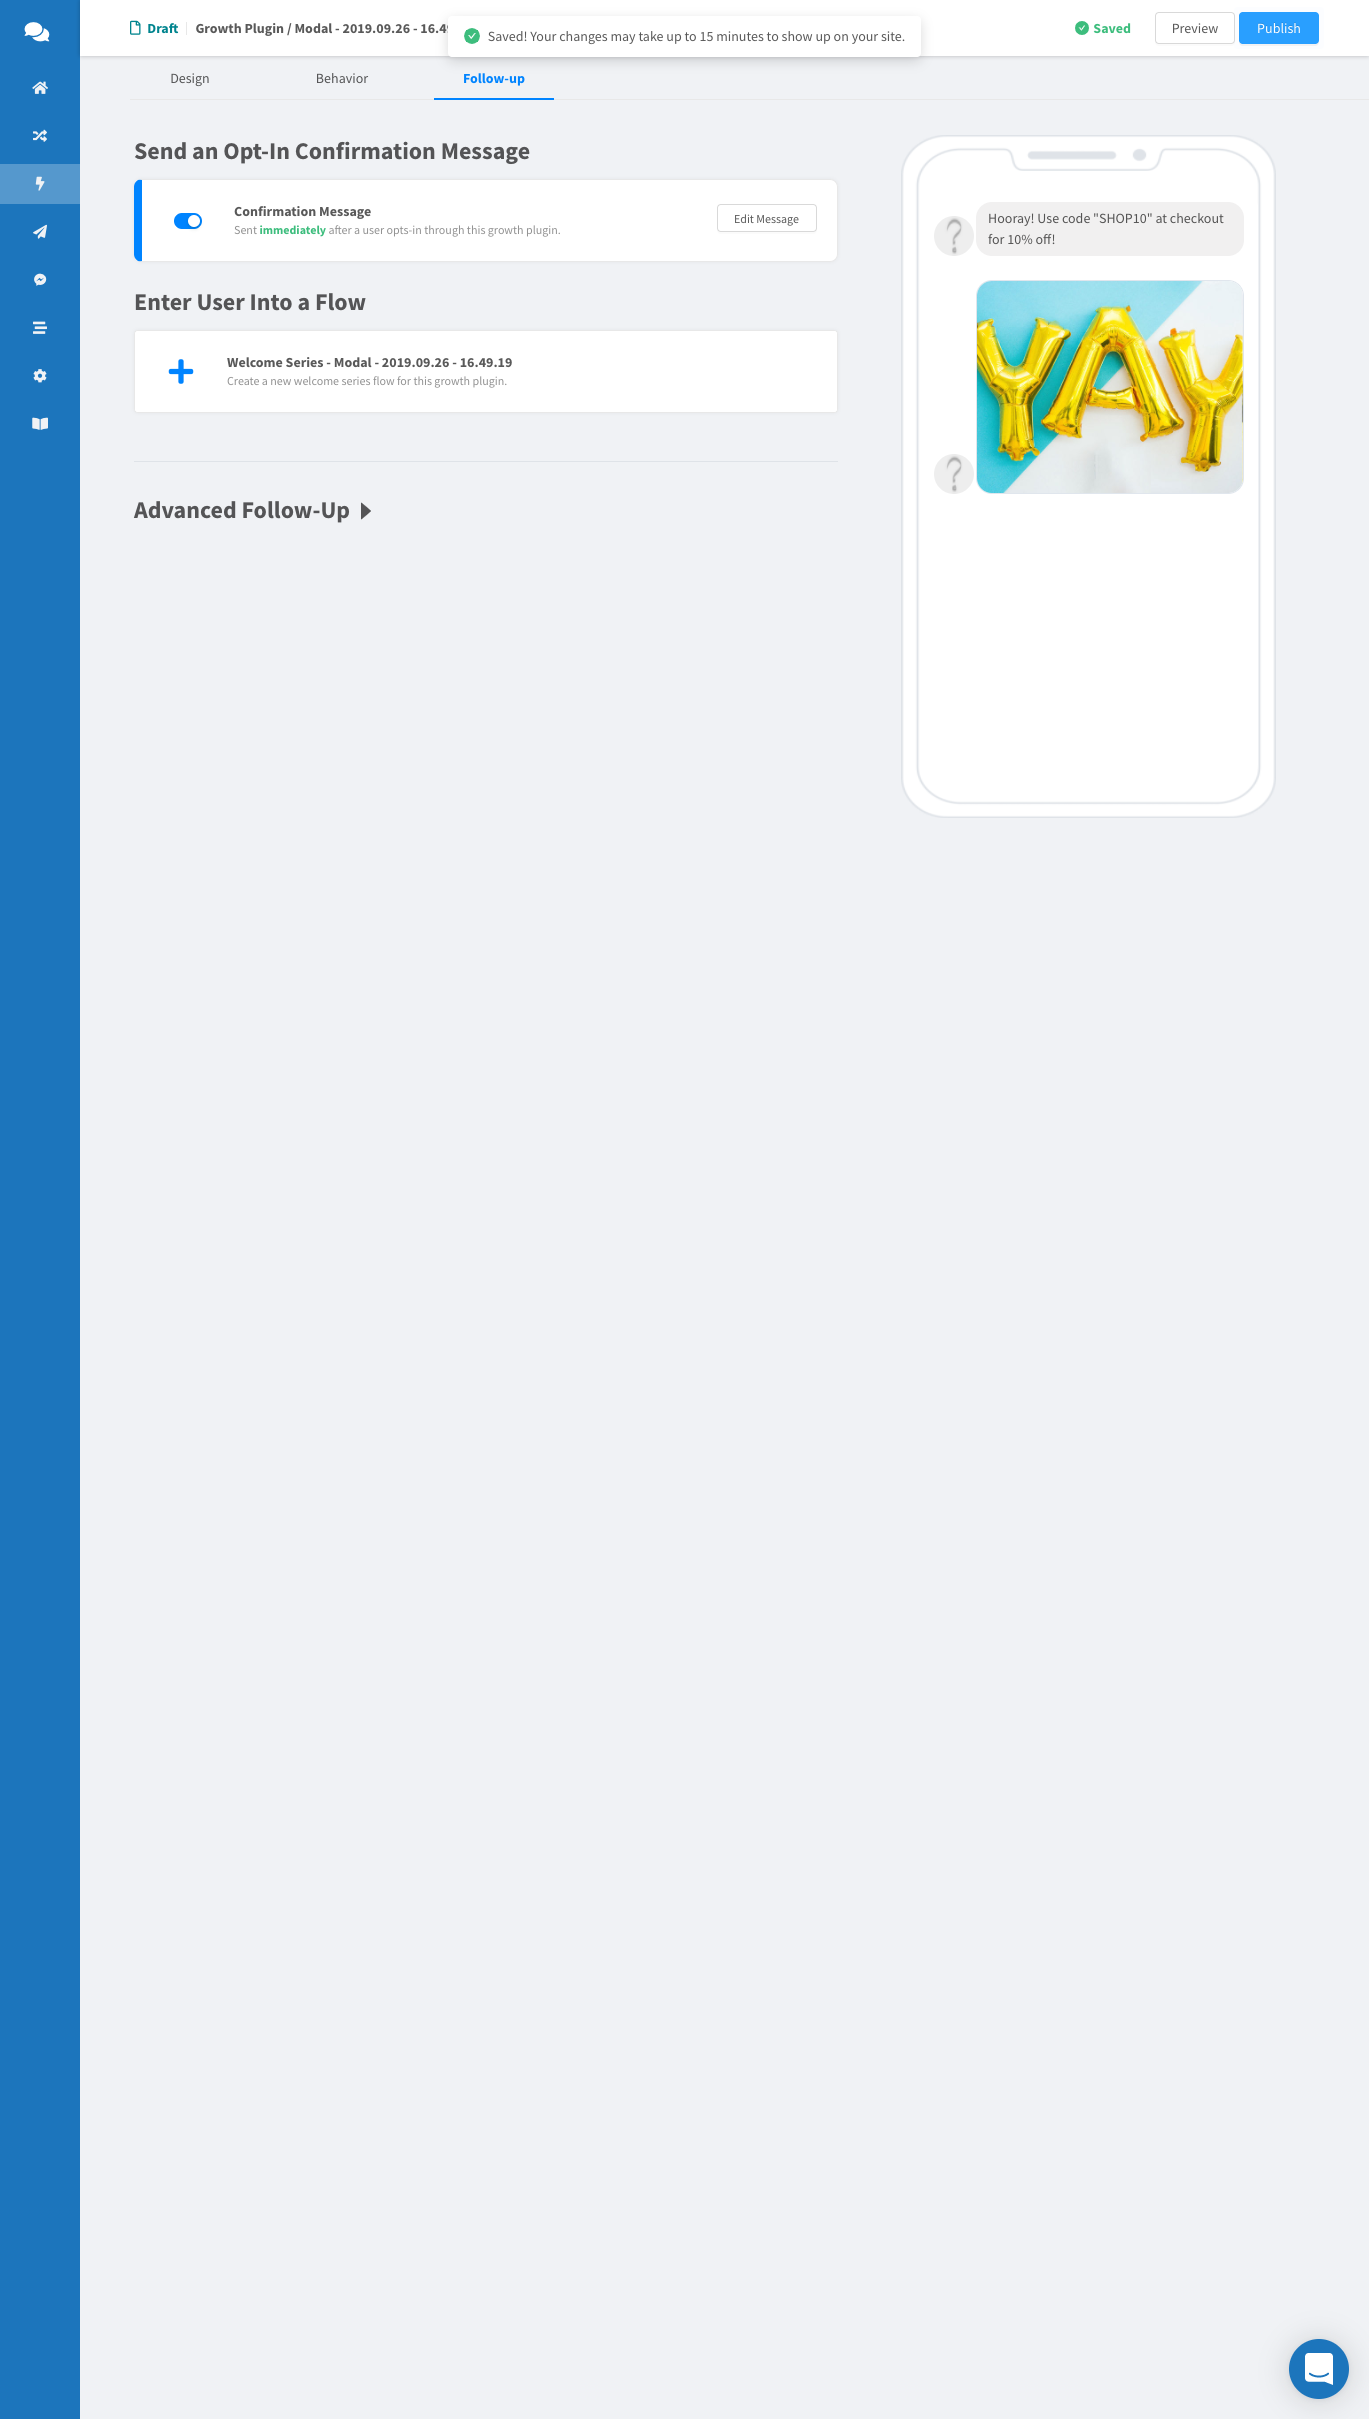 Draft
Growth Plugin / Modal - 2019.09.26 - 16.4
Saved! Your changes may take up to 15 minutes to show up on your site.
Saved
Preview
Publish
Design
Behavior
Follow-up
Send an Opt-In Confirmation Message
Confirmation Message
Sent immediately after a user opts-in through this growth plugin.
Edit Message
Enter User Into a Flow
Welcome Series - Modal - 2019.09.26 - 16.49.19
Create a new welcome series flow for this growth plugin.
Advanced Follow-Up
?
Hooray! Use code "SHOP10" at checkout
for 10% off!
YAY
?